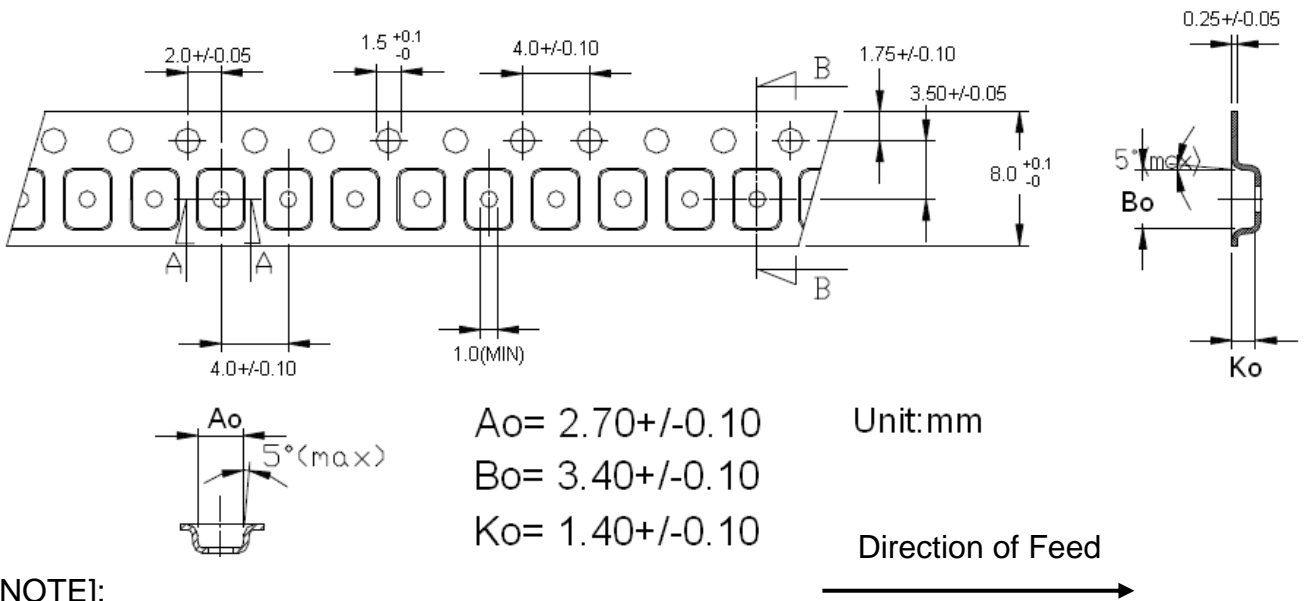 0.25+/-0.05
2.0+/-0.05
1.5 +0.1 -0
4.0+/-0.10
B
1.75+/-0.10
3.50+/-0.05
8.0 +0.1 -0
5°(max)
Bo
A A
B
4.0+/-0.10
1.0(MIN)
Ko
Ao
5°(max)
Ao= 2.70+/-0.10
Unit:mm
Bo= 3.40+/-0.10
Ko= 1.40+/-0.10
Direction of Feed
NOTE]: